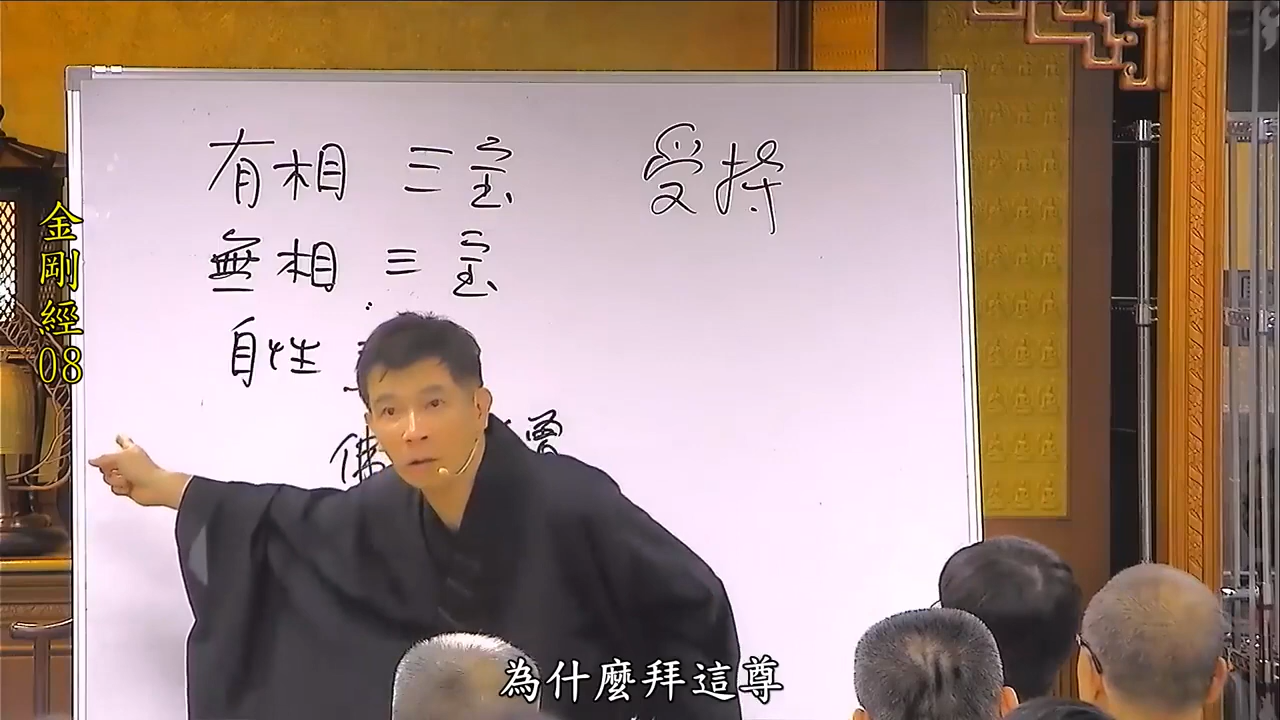 有相 三宝 受持
無相 三宝
自性
佛
金剛經08
為什麼拜這尊